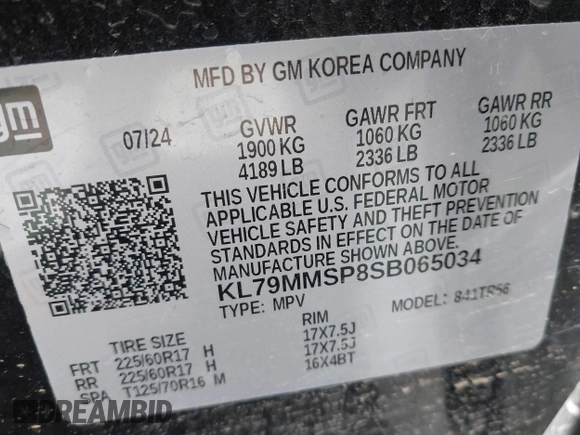 MFD BY GM KOREA COMPANY
gm
07/24
GVWR GAWR FRT GAWR RR
1900 KG 1060 KG 1060 KG
4189 LB 2336 LB 2336 LB
THIS VEHICLE CONFORMS TO ALL
APPLICABLE U.S. FEDERAL MOTOR
VEHICLE SAFETY AND THEFT PREVENTION
STANDARDS IN EFFECT ON THE DATE OF
MANUFACTURE SHOWN ABOVE.
KL79MMSP8SB065034
TYPE: MPV MODEL: 841TR56
TIRE SIZE RIM
FRT 225/60R17 H 17X7.5J
RR 225/60R17 H 17X7.5J
SPA T125/70R16 M 16X4BT
DREAMBID